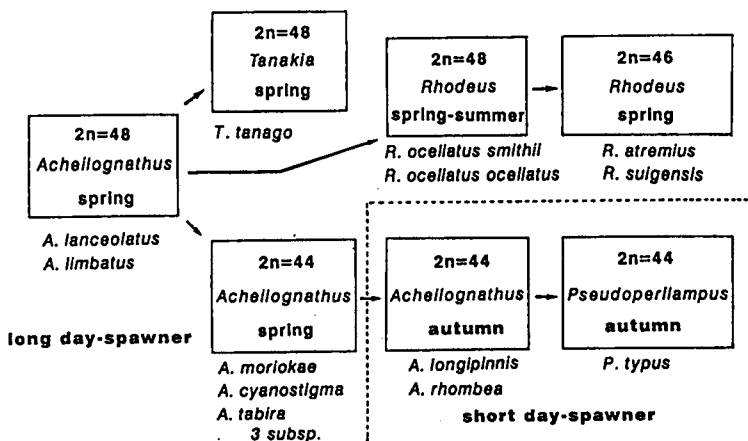 2n=48
Tanakia
spring
T. tanago
2n=48
Rhodeus
spring-summer
R. ocellatus smithii
R. ocellatus ocellatus
2n=46
Rhodeus
spring
R. atremius
R. suigensis
2n=48
Acheilognathus
spring
A. lanceolatus
A. limbatus
long day-spawner
2n=44
Acheilognathus
spring
A. moriokae
A. cyanostigma
A. tabira
3 subsp.
2n=44
Acheilognathus
autumn
A. longipinnis
A. rhombea
2n=44
Pseudoperilampus
autumn
P. typus
short day-spawner